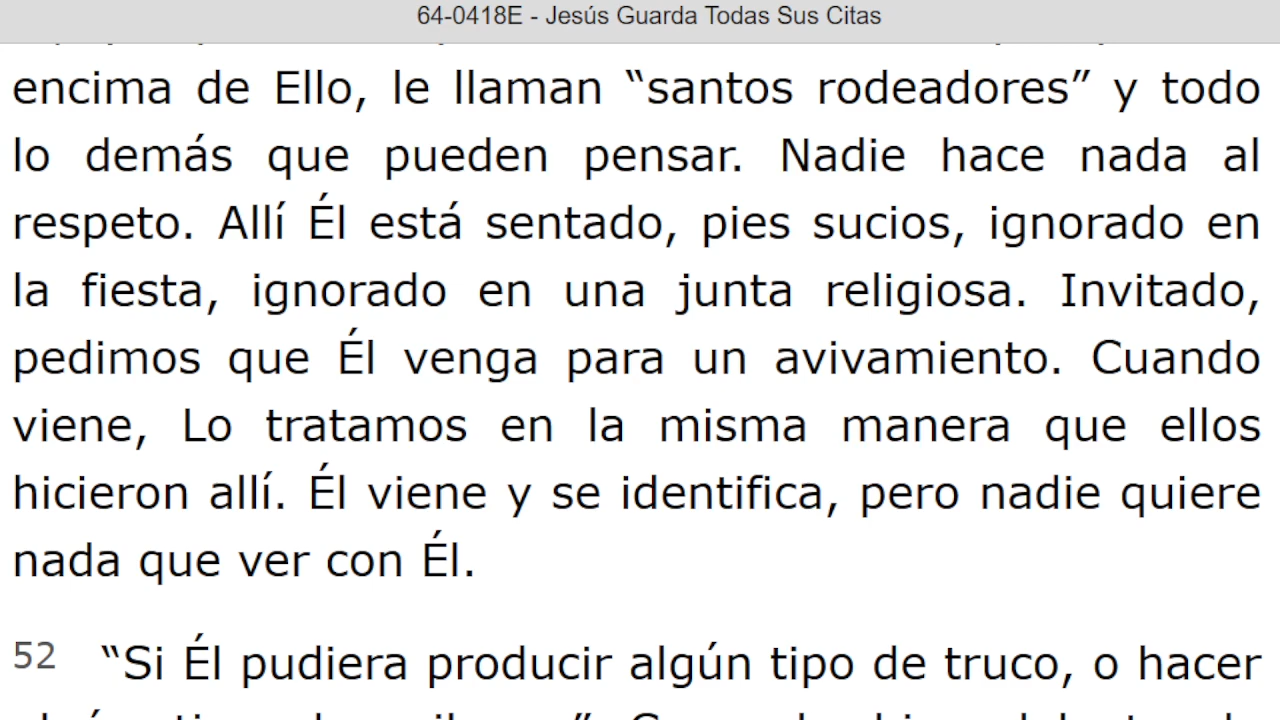 64-0418E - Jesús Guarda Todas Sus Citas
encima de Ello, le llaman “santos rodeadores” y todo
lo demás que pueden pensar. Nadie hace nada al
respeto. Allí Él está sentado, pies sucios, ignorado en
la fiesta, ignorado en una junta religiosa. Invitado,
pedimos que Él venga para un avivamiento. Cuando
viene, Lo tratamos en la misma manera que ellos
hicieron allí. Él viene y se identifica, pero nadie quiere
nada que ver con Él.
52 “Si Él pudiera producir algún tipo de truco, o hacer